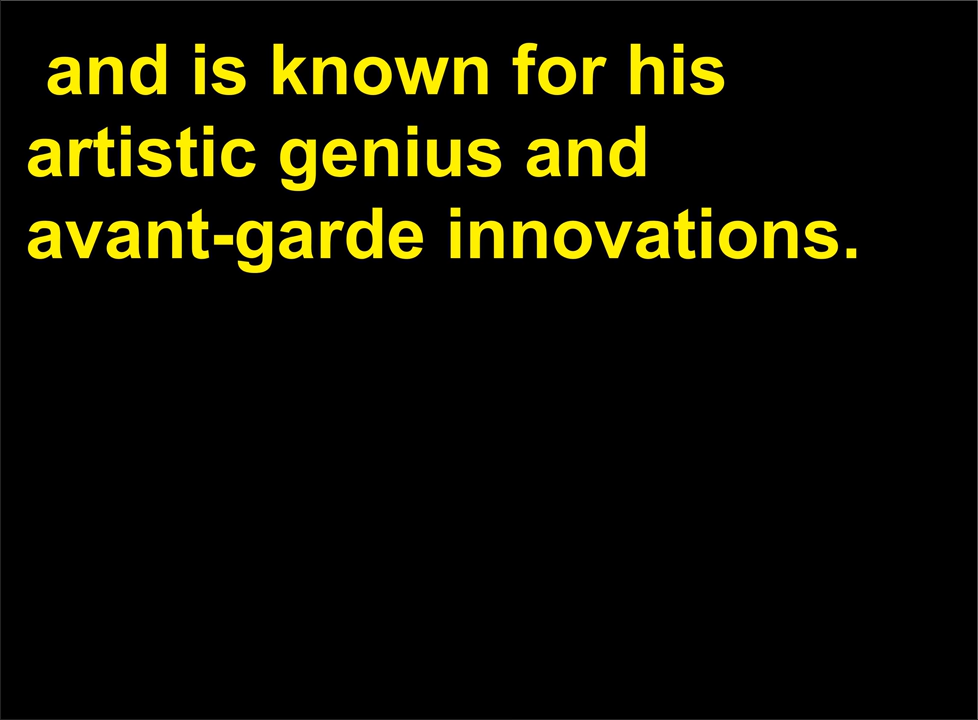 and is known for his
artistic genius and
avant-garde innovations.